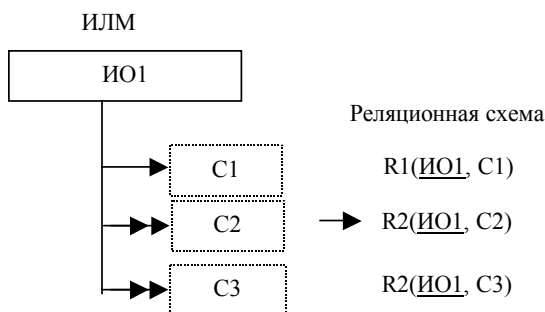 ИЛМ
ИО1
Реляционная схема
С1
R1(ИО1, С1)
С2
R2(ИО1, С2)
С3
R2(ИО1, С3)